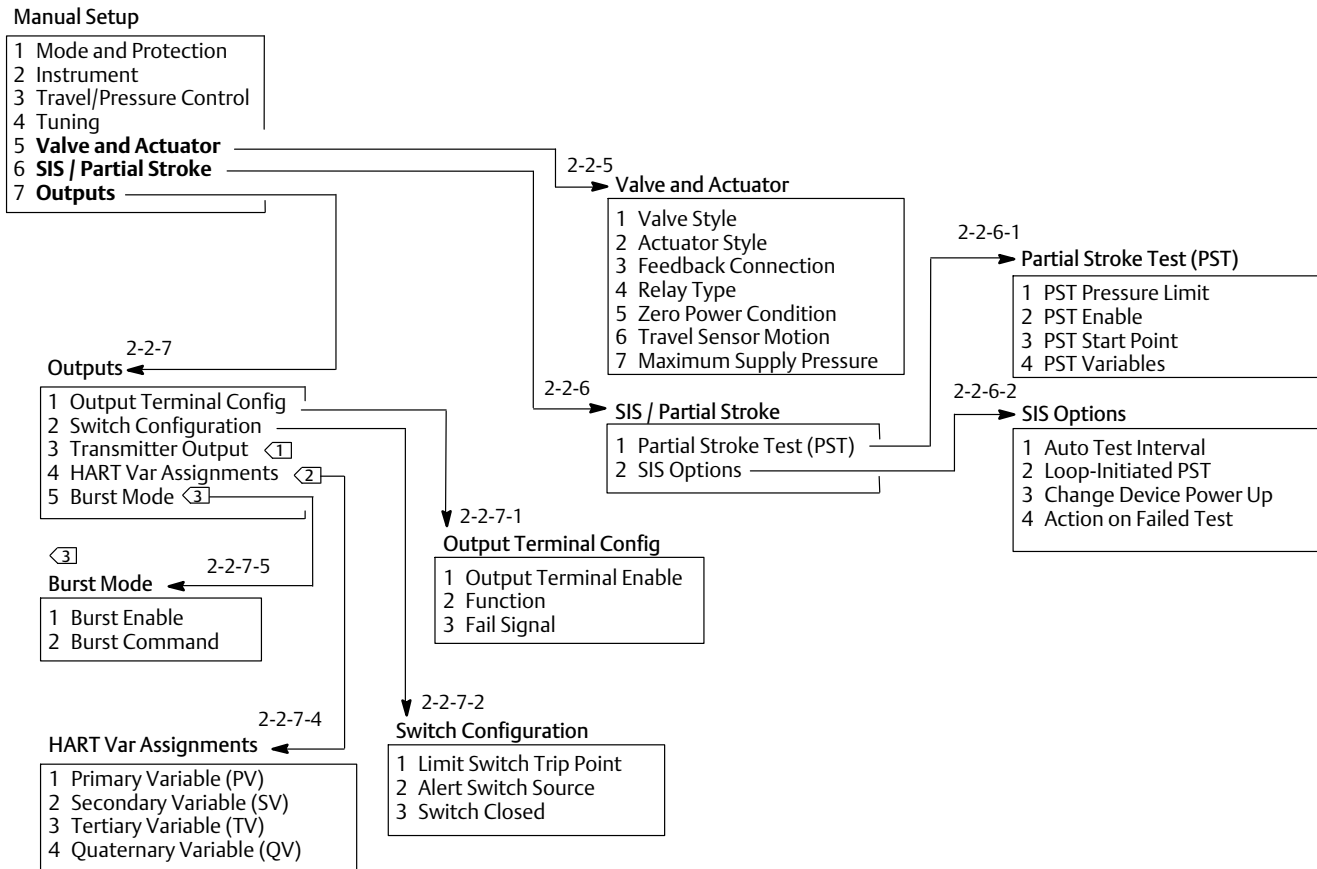 Manual Setup
1 Mode and Protection
2 Instrument
3 Travel/Pressure Control
4 Tuning
5 Valve and Actuator
6 SIS / Partial Stroke
7 Outputs
2-2-5
Valve and Actuator
1 Valve Style
2 Actuator Style
3 Feedback Connection
4 Relay Type
5 Zero Power Condition
6 Travel Sensor Motion
7 Maximum Supply Pressure
2-2-6-1
Partial Stroke Test (PST)
1 PST Pressure Limit
2 PST Enable
3 PST Start Point
4 PST Variables
2-2-6
SIS / Partial Stroke
1 Partial Stroke Test (PST)
2 SIS Options
2-2-6-2
SIS Options
1 Auto Test Interval
2 Loop-Initiated PST
3 Change Device Power Up
4 Action on Failed Test
2-2-7
Outputs
1 Output Terminal Config
2 Switch Configuration
3 Transmitter Output 1
4 HART Var Assignments 2
5 Burst Mode 3
2-2-7-1
Output Terminal Config
1 Output Terminal Enable
2 Function
3 Fail Signal
3
2-2-7-5
Burst Mode
1 Burst Enable
2 Burst Command
2-2-7-2
Switch Configuration
1 Limit Switch Trip Point
2 Alert Switch Source
3 Switch Closed
2-2-7-4
HART Var Assignments
1 Primary Variable (PV)
2 Secondary Variable (SV)
3 Tertiary Variable (TV)
4 Quaternary Variable (QV)